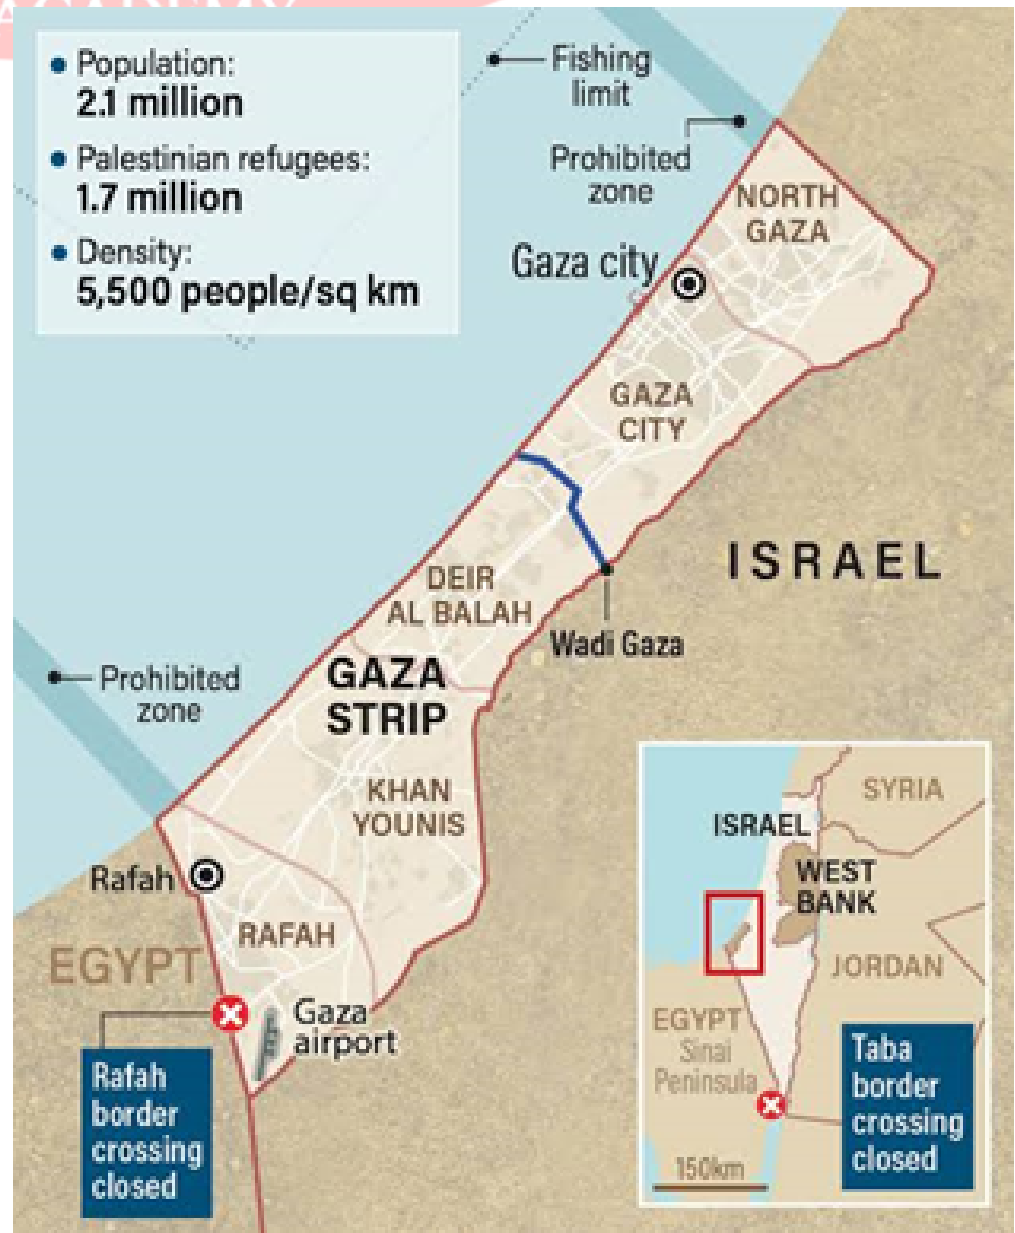 ACADEMY
• Population:
2.1 million
• Palestinian refugees:
1.7 million
• Density:
5,500 people/sq km
Fishing
limit
Prohibited
zone
NORTH
GAZA
Gaza city
GAZA
CITY
ISRAEL
DEIR
AL BALAH
Wadi Gaza
Prohibited
zone
GAZA
STRIP
KHAN
YOUNIS
Rafah
RAFAH
EGYPT
Gaza
airport
Rafah
border
crossing
closed
SYRIA
ISRAEL
WEST
BANK
JORDAN
EGYPT
Sinai
Peninsula
Taba
border
crossing
closed
150km